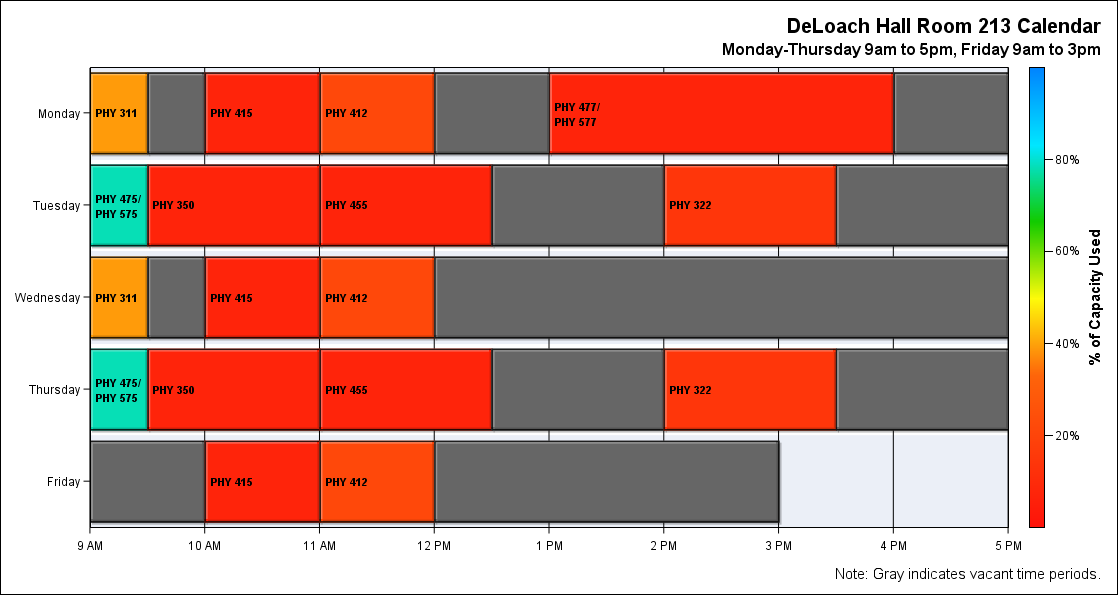 DeLoach Hall Room 213 Calendar
Monday-Thursday 9am to 5pm, Friday 9am to 3pm
Monday
PHY 311
PHY 415
PHY 412
PHY 477/
PHY 577
Tuesday
PHY 475/
PHY 575
PHY 350
PHY 455
PHY 322
Wednesday
PHY 311
PHY 415
PHY 412
Thursday
PHY 475/
PHY 575
PHY 350
PHY 455
PHY 322
Friday
PHY 415
PHY 412
9 AM 10 AM 11 AM 12 PM 1 PM 2 PM 3 PM 4 PM 5 PM
80%
60%
40%
20%
% of Capacity Used
Note: Gray indicates vacant time periods.